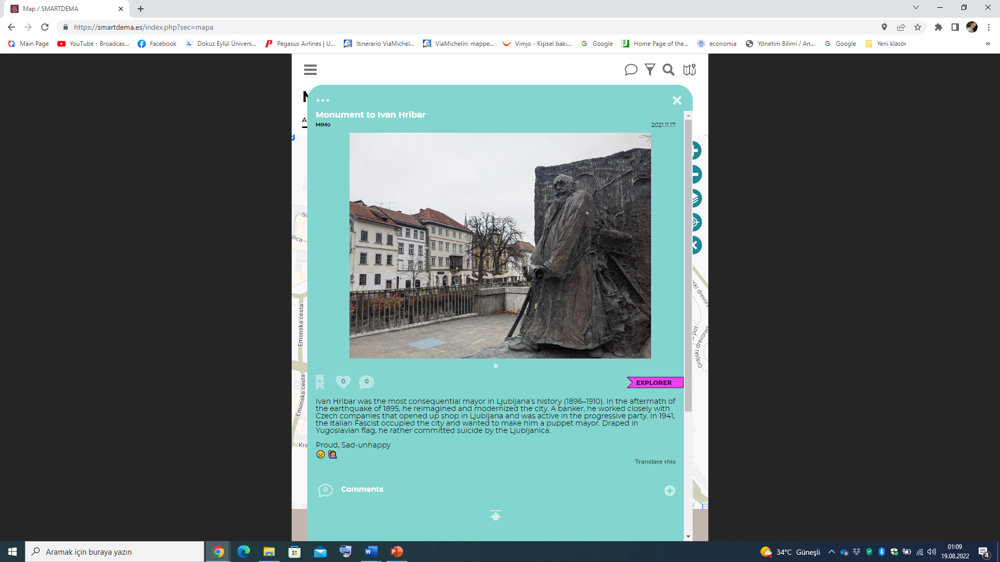 Map / SMARTDEMA
https://smartdema.es/index.php?sec=mapa
Main Page
YouTube - Broadcas...
Facebook
Dokuz Eylül Ünivers...
Pegasus Airlines | U...
Itinerario ViaMichel...
ViaMichelin: mappe...
Vimjo - Kişisel bakı...
Google
Home Page of the...
economia
Yönetim Bilimi / An...
Google
Yeni klasör
»
Monument to Ivan Hribar
MIMo
2021.11.17
0
0
EXPLORER
Ivan Hribar was the most consequential mayor in Ljubljana's history (1896–1910). In the aftermath of
the earthquake of 1895, he reimagined and modernized the city. A banker, he worked closely with
Czech companies that opened up shop in Ljubljana and was active in the progressive party. In 1941,
the Italian Fascist occupied the city and wanted to make him a puppet mayor. Draped in
Yugoslavian flag, he rather committed suicide by the Ljubljanica.
Proud, Sad-unhappy
Translate this
0
Comments
Emonska cesta
Emonska cesta
ulica
Kra
Grajski drevored
pot
Aramak için buraya yazın
34°C Güneşli
01:09
19.08.2022
4